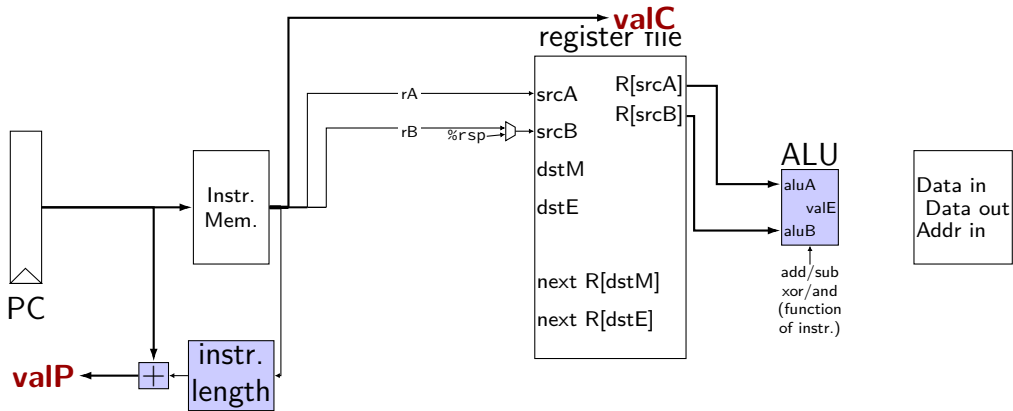 valC
register file
rA
srcA
R[srcA]
R[srcB]
rB
%rsp
srcB
ALU
dstM
aluA
Data in
Instr.
Mem.
valE
Data out
dstE
aluB
Addr in
add/sub
xor/and
(function
of instr.)
next R[dstM]
PC
next R[dstE]
instr.
length
valP
+